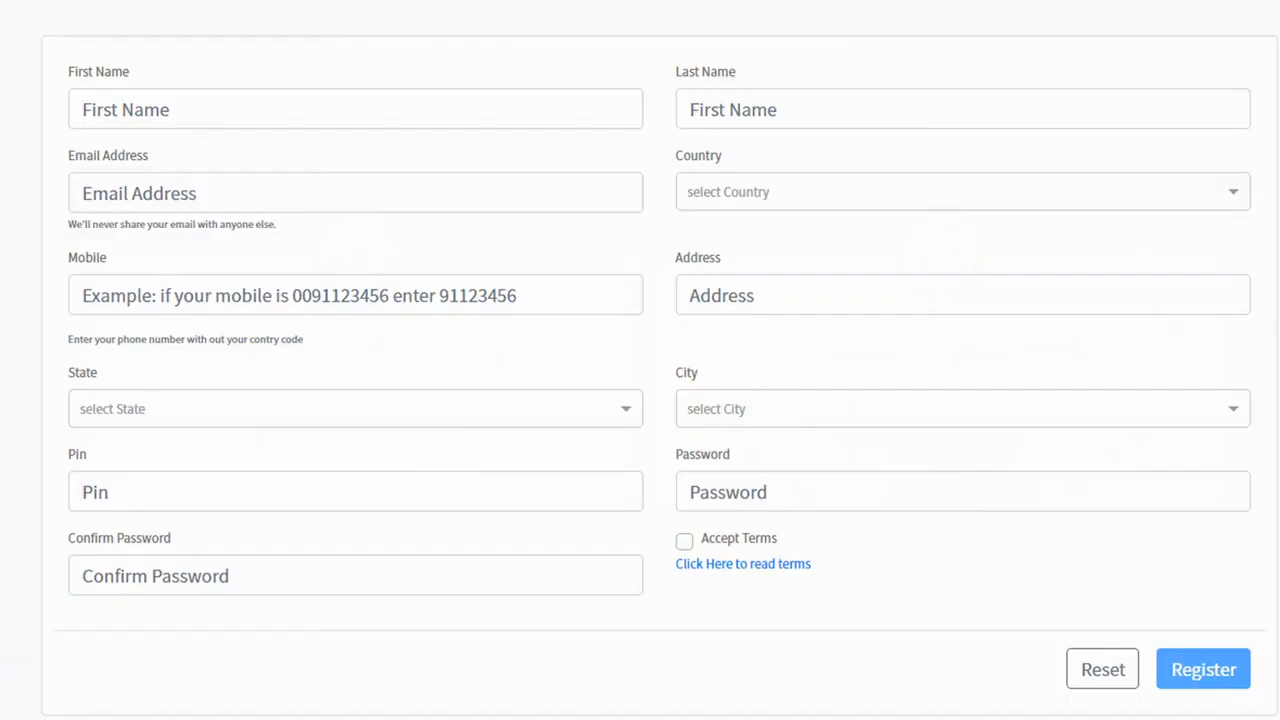 First Name
Last Name
First Name
First Name
Email Address
Country
Email Address
select Country
We'll never share your email with anyone else.
Mobile
Address
Example: if your mobile is 0091123456 enter 91123456
Address
Enter your phone number with out your contry code
State
City
select State
select City
Pin
Password
Pin
Password
Confirm Password
Accept Terms
Click Here to read terms
Confirm Password
Reset
Register